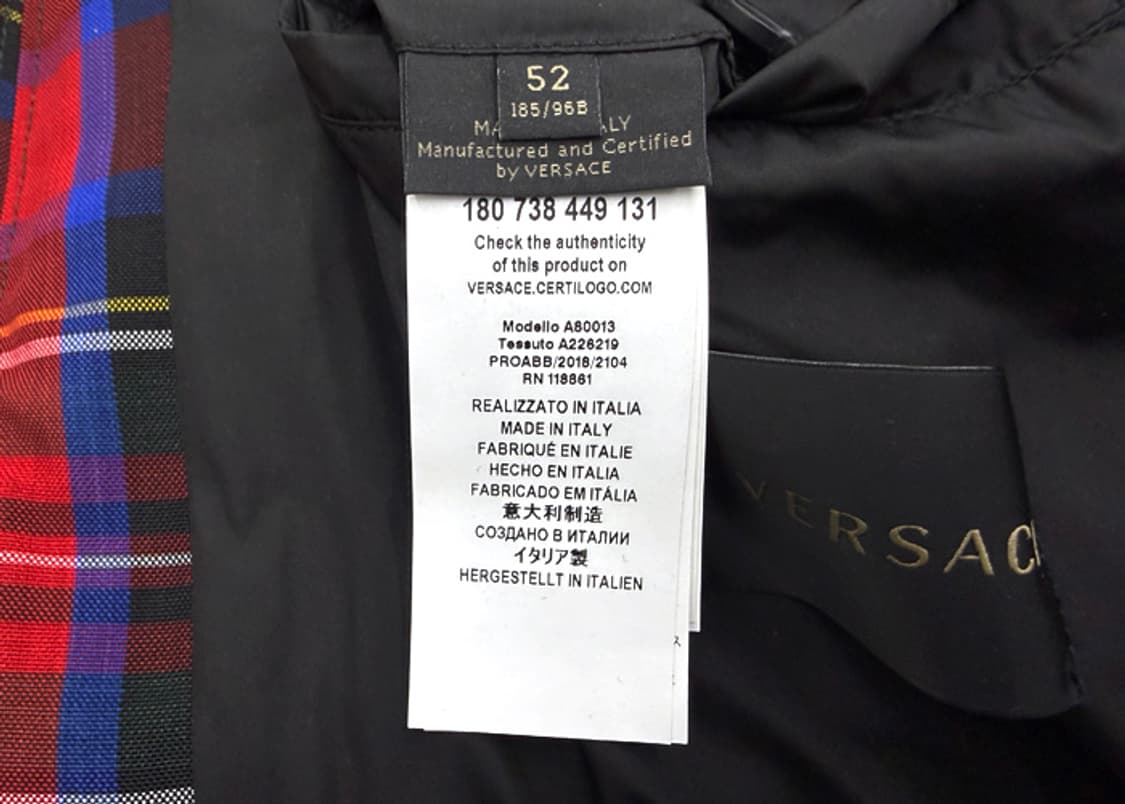 52
185/96B
MA ALY
Manufactured and Certified
by VERSACE
180 738 449 131
Check the authenticity
of this product on
VERSACE.CERTILOGO.COM
Modello A80013
Tessuto A226219
PROABB/2018/2104
RN 118861
REALIZZATO IN ITALIA
MADE IN ITALY
FABRIQUÉ EN ITALIE
HECHO EN ITALIA
FABRICADO EM ITÁLIA
意大利制造
СОЗДАНО В ИТАЛИИ
イタリア製
HERGESTELLT IN ITALIEN
VERSAC